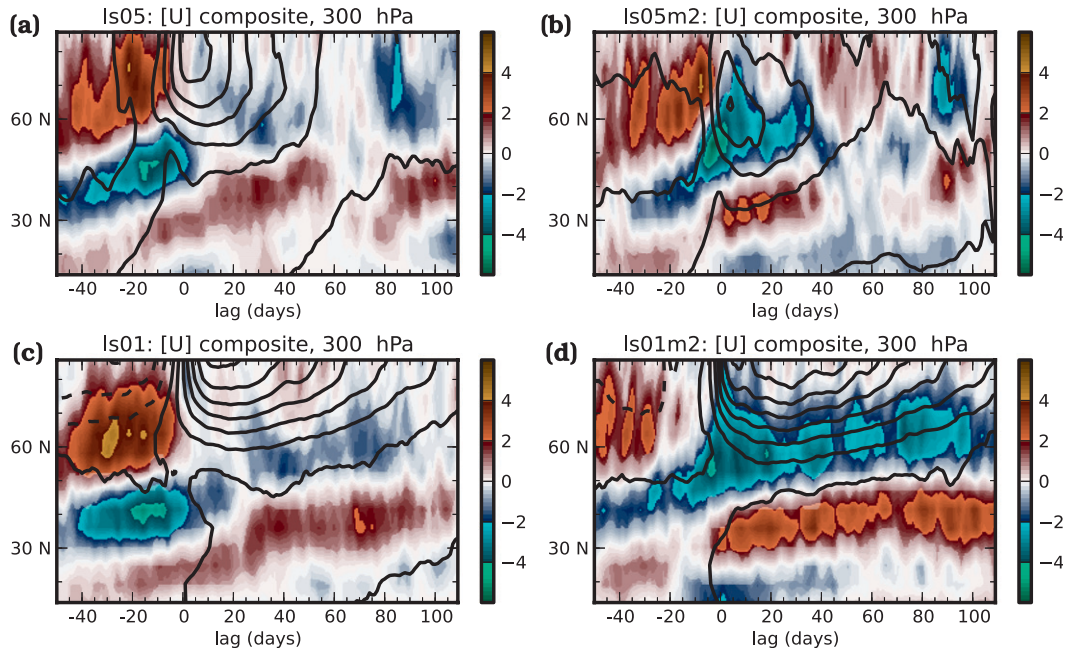 (a) ls05: [U] composite, 300 hPa
60 N
30 N
-40 -20 0 20 40 60 80 100
lag (days)
4
2
0
−2
−4
(b) ls05m2: [U] composite, 300 hPa
60 N
30 N
-40 -20 0 20 40 60 80 100
lag (days)
4
2
0
−2
−4
(c) ls01: [U] composite, 300 hPa
60 N
30 N
-40 -20 0 20 40 60 80 100
lag (days)
4
2
0
−2
−4
(d) ls01m2: [U] composite, 300 hPa
60 N
30 N
-40 -20 0 20 40 60 80 100
lag (days)
4
2
0
−2
−4